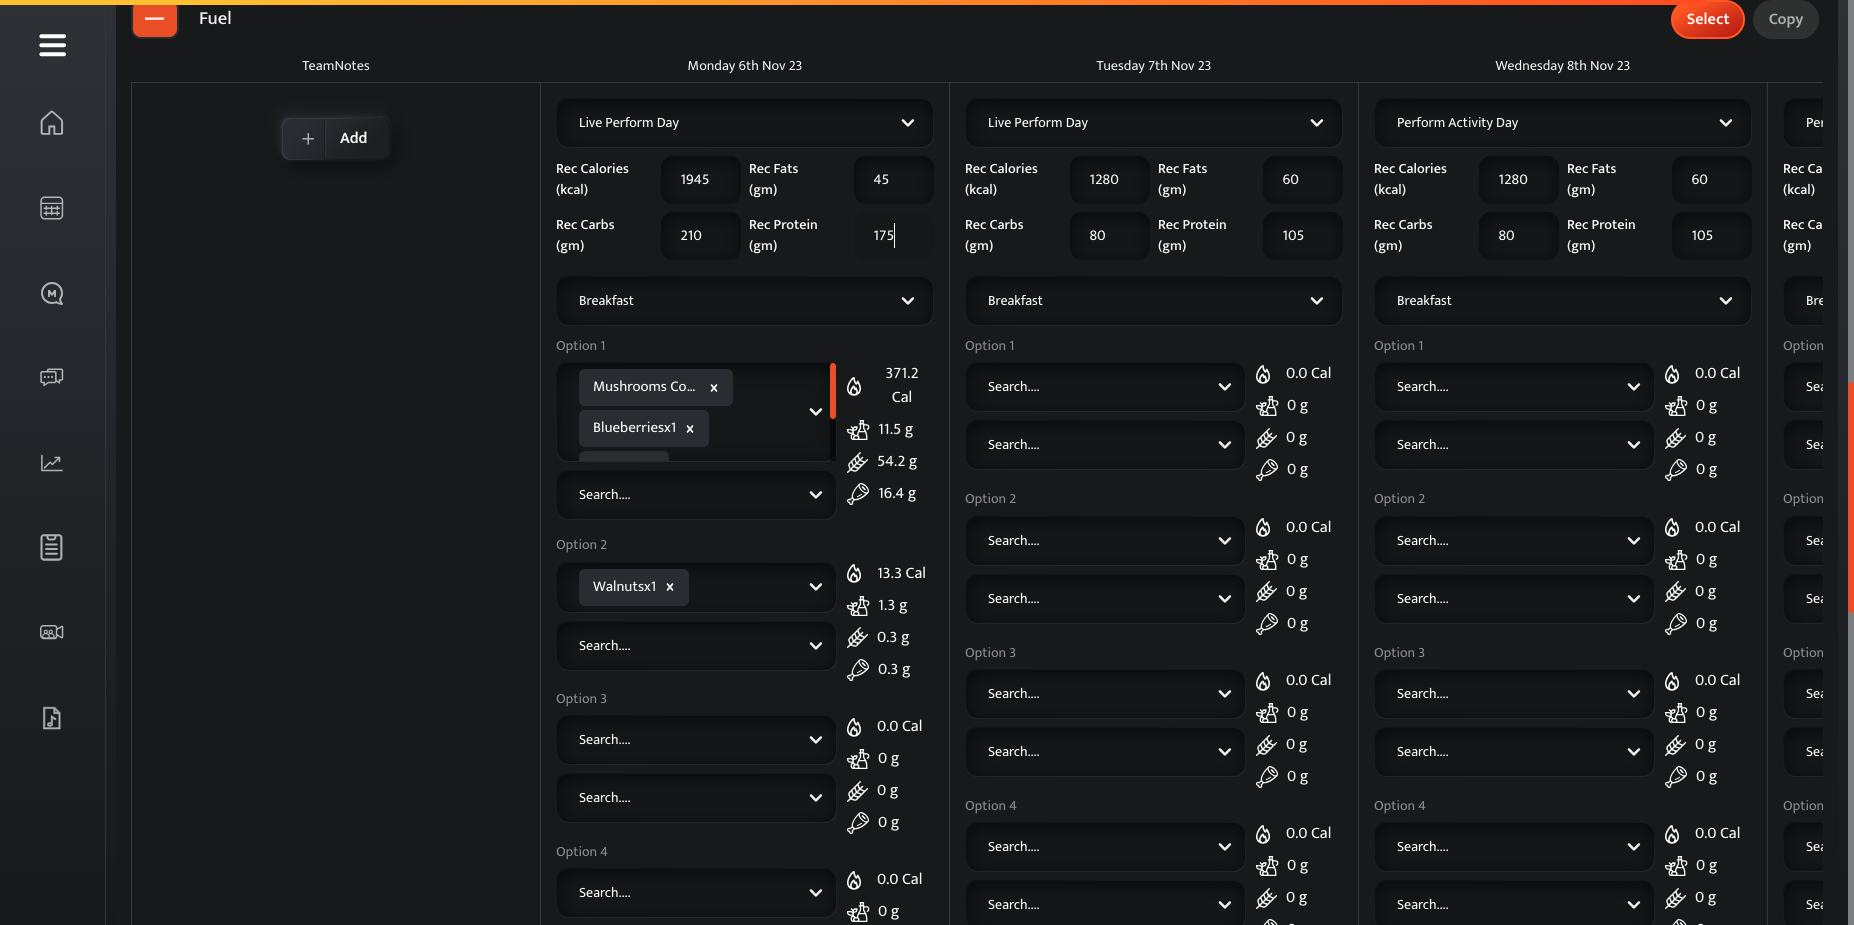 Fuel
Select
Copy
TeamNotes
Monday 6th Nov 23
Tuesday 7th Nov 23
Wednesday 8th Nov 23
+ Add
Live Perform Day
Rec Calories (kcal)
1945
Rec Fats (gm)
45
Rec Carbs (gm)
210
Rec Protein (gm)
175
Breakfast
Option 1
Mushrooms Co... ×
Blueberriesx1 ×
Search....
371.2 Cal
11.5 g
54.2 g
16.4 g
Option 2
Walnutsx1 ×
Search....
13.3 Cal
1.3 g
0.3 g
0.3 g
Option 3
Search....
Search....
0.0 Cal
0 g
0 g
0 g
Option 4
Search....
0.0 Cal
0 g
Live Perform Day
Rec Calories (kcal)
1280
Rec Fats (gm)
60
Rec Carbs (gm)
80
Rec Protein (gm)
105
Breakfast
Option 1
Search....
Search....
0.0 Cal
0 g
0 g
0 g
Option 2
Search....
Search....
0.0 Cal
0 g
0 g
0 g
Option 3
Search....
Search....
0.0 Cal
0 g
0 g
0 g
Option 4
Search....
Search....
0.0 Cal
0 g
0 g
Perform Activity Day
Rec Calories (kcal)
1280
Rec Fats (gm)
60
Rec Carbs (gm)
80
Rec Protein (gm)
105
Breakfast
Option 1
Search....
Search....
0.0 Cal
0 g
0 g
0 g
Option 2
Search....
Search....
0.0 Cal
0 g
0 g
0 g
Option 3
Search....
Search....
0.0 Cal
0 g
0 g
0 g
Option 4
Search....
Search....
0.0 Cal
0 g
0 g
Per
Rec Ca
(kcal)
Rec Ca
(gm)
Bre
Option
Sea
Sea
Option
Sea
Sea
Option
Sea
Sea
Option
Sea
Sea